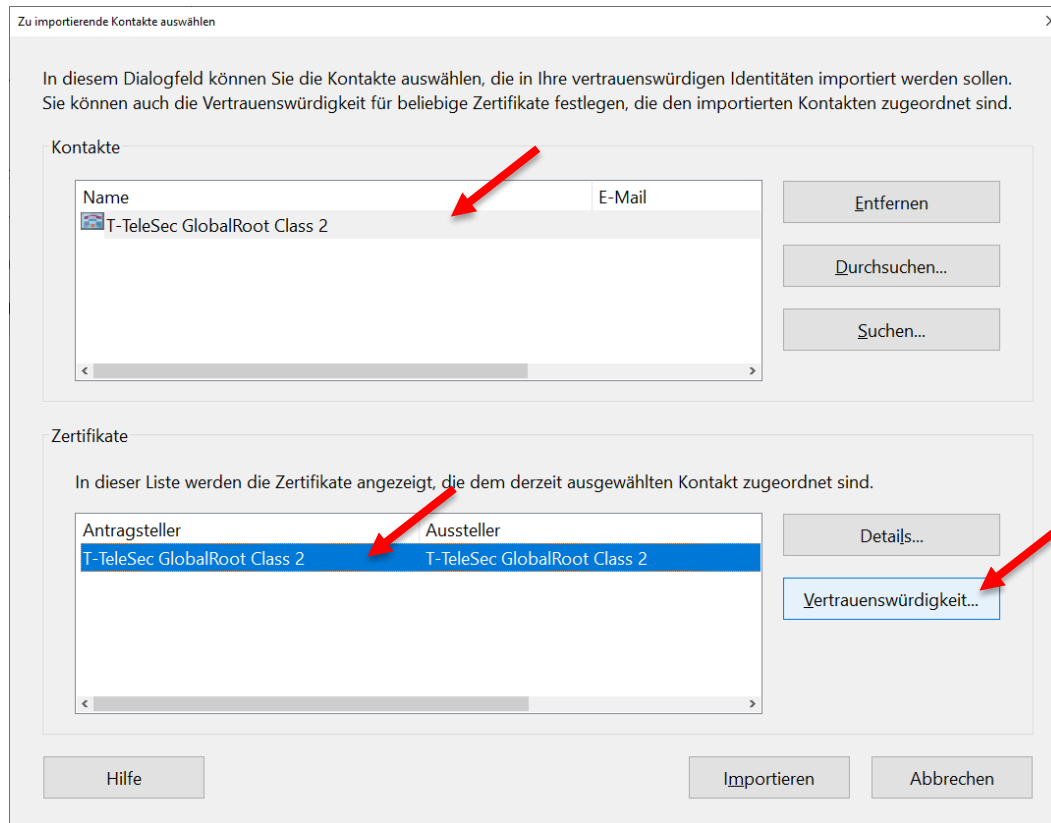 Zu importierende Kontakte auswählen
In diesem Dialogfeld können Sie die Kontakte auswählen, die in Ihre vertrauenswürdigen Identitäten importiert werden sollen.
Sie können auch die Vertrauenswürdigkeit für beliebige Zertifikate festlegen, die den importierten Kontakten zugeordnet sind.
Kontakte
Name E-Mail
T-TeleSec GlobalRoot Class 2
Entfernen
Durchsuchen...
Suchen...
Zertifikate
In dieser Liste werden die Zertifikate angezeigt, die dem derzeit ausgewählten Kontakt zugeordnet sind.
Antragsteller Aussteller
T-TeleSec GlobalRoot Class 2 T-TeleSec GlobalRoot Class 2
Details...
Vertrauenswürdigkeit...
Hilfe Importieren Abbrechen